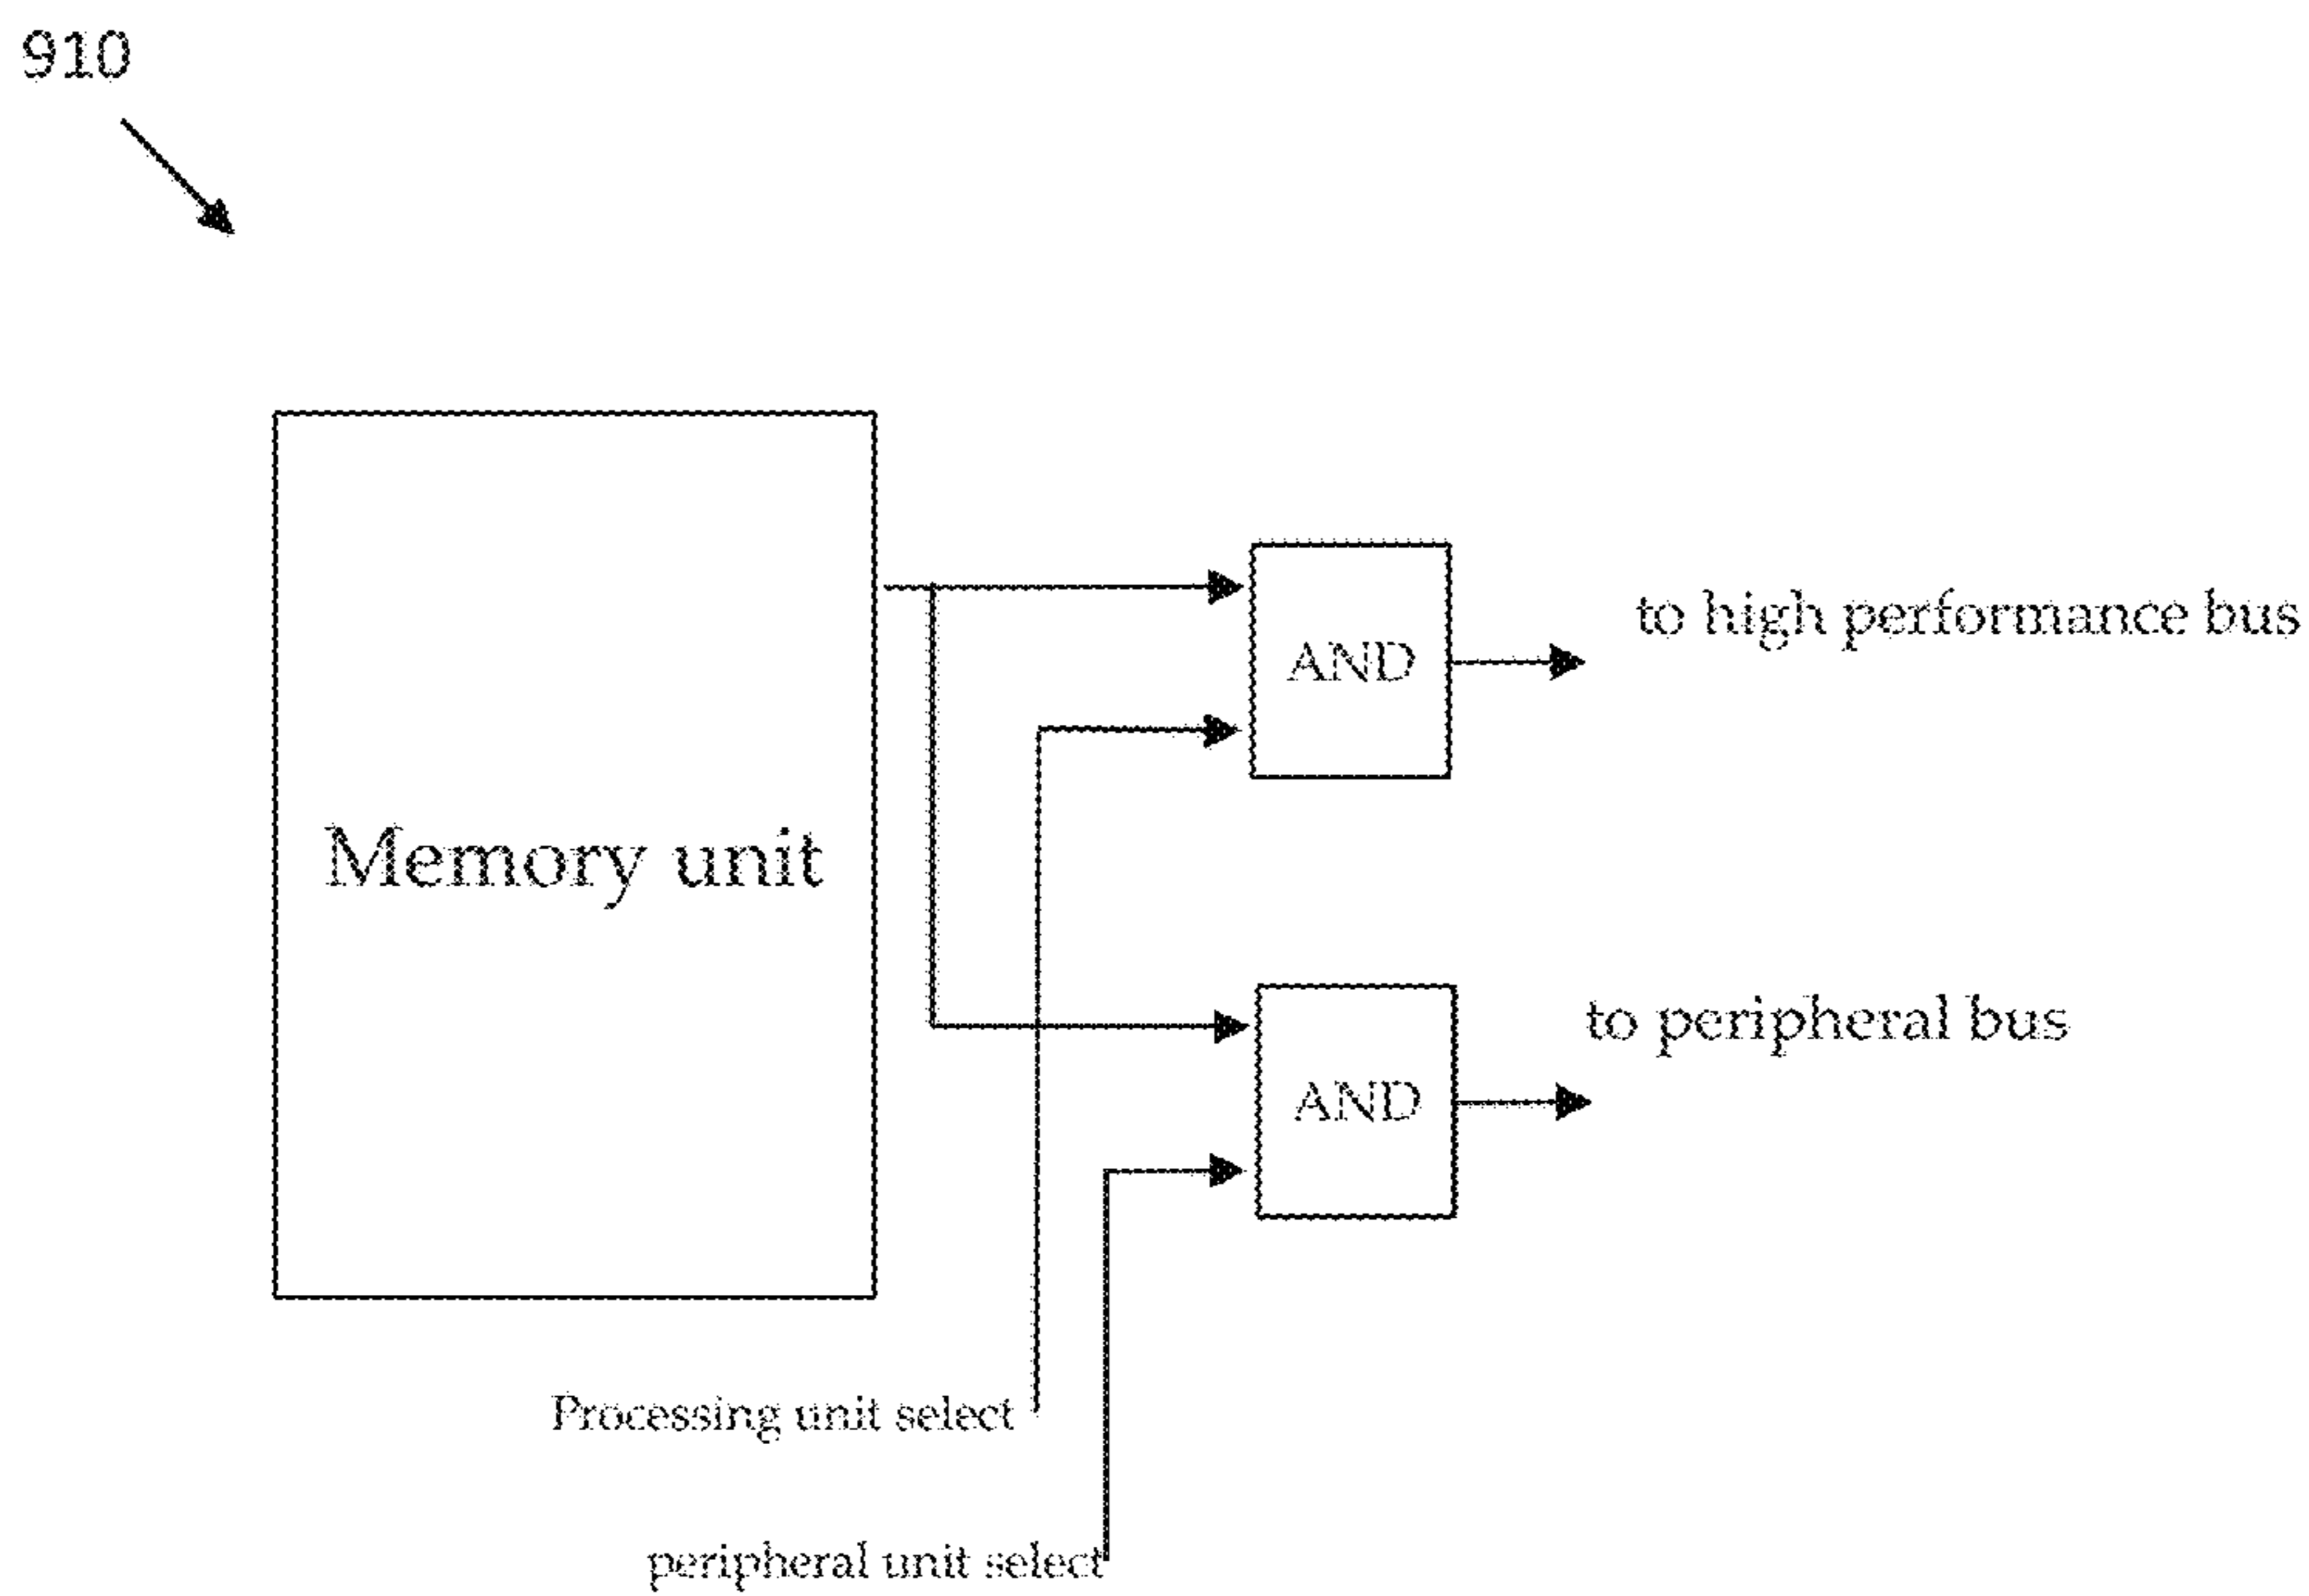 910
to high performance bus
AND
Memory unit
to peripheral bus
AND
Processing unit select
peripheral unit select